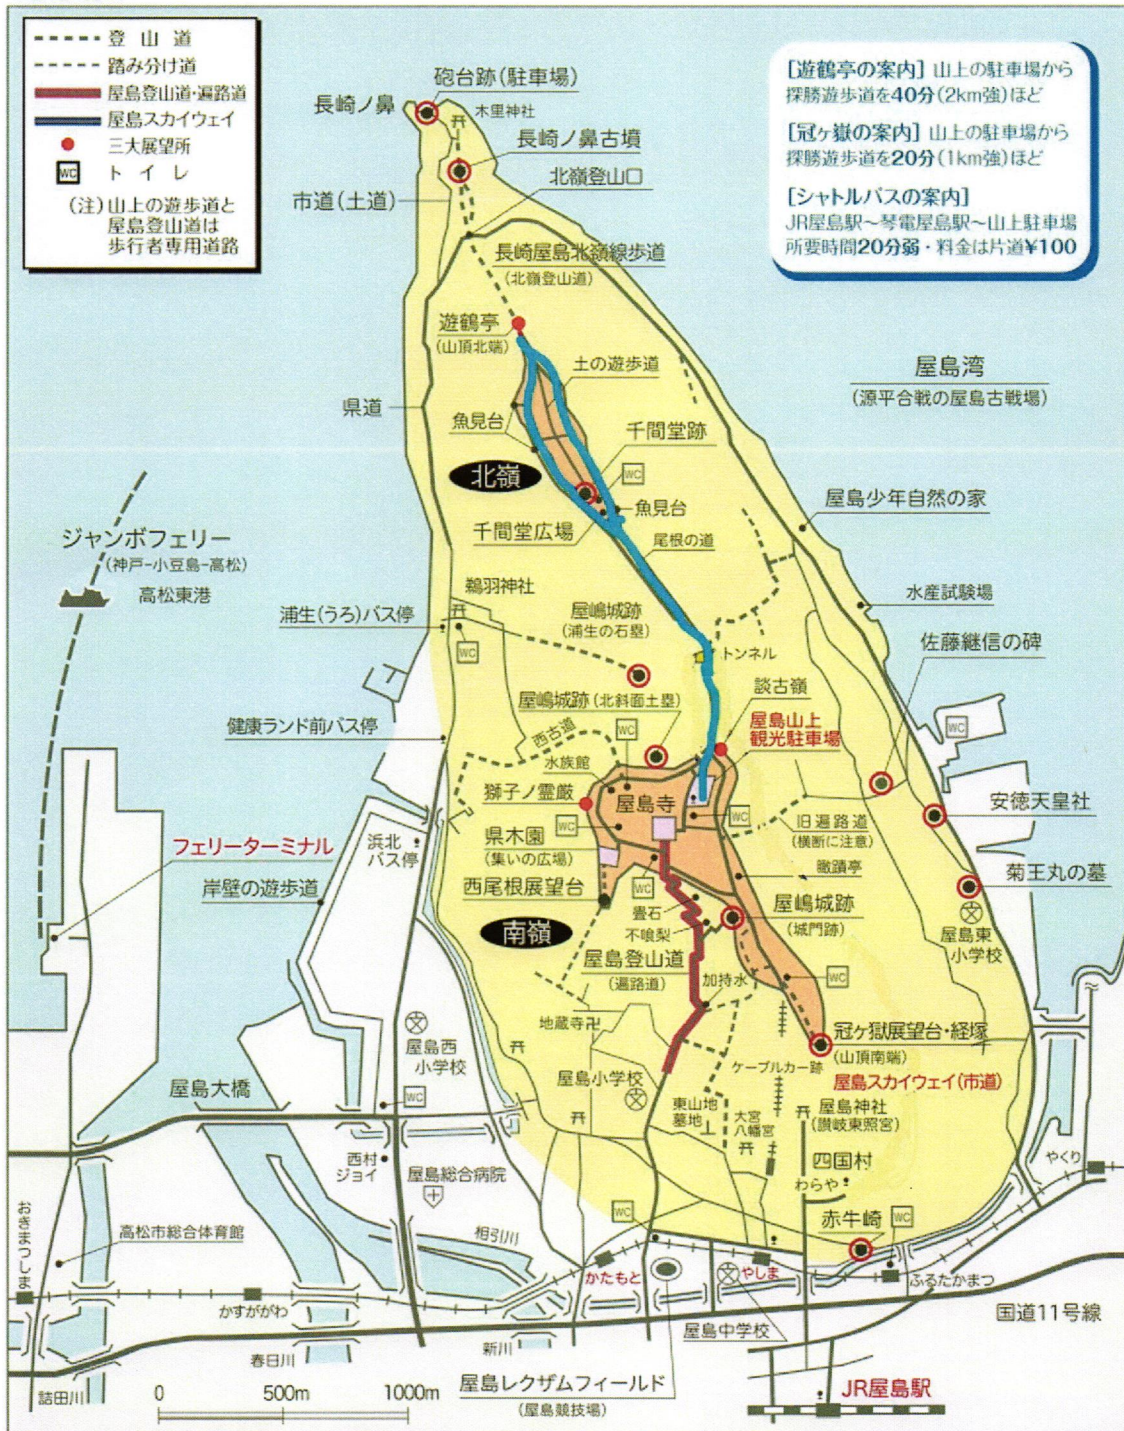 登山道
踏み分け道
屋島登山道・遍路道
屋島スカイウェイ
三大展望所
WC トイレ
(注)山上の遊歩道と
屋島登山道は
歩行者専用道路
[遊鶴亭の案内] 山上の駐車場から
探勝遊歩道を40分(2km強)ほど
[冠ヶ嶽の案内] 山上の駐車場から
探勝遊歩道を20分(1km強)ほど
[シャトルバスの案内]
JR屋島駅～琴電屋島駅～山上駐車場
所要時間20分弱・料金は片道¥100
砲台跡(駐車場)
長崎ノ鼻
木里神社
長崎ノ鼻古墳
北嶺登山口
市道(土道)
長崎屋島北嶺線歩道
(北嶺登山道)
遊鶴亭
(山頂北端)
土の遊歩道
屋島湾
(源平合戦の屋島古戦場)
県道
魚見台
千間堂跡
北嶺
WC
魚見台
屋島少年自然の家
千間堂広場
尾根の道
ジャンボフェリー
(神戸-小豆島-高松)
高松東港
鵜羽神社
水産試験場
浦生(うろ)バス停
屋嶋城跡
(浦生の石塁)
WC
トンネル
佐藤継信の碑
屋嶋城跡(北斜面土塁)
談古嶺
健康ランド前バス停
西古道
WC
屋島山上
観光駐車場
WC
水族館
獅子ノ霊巌
屋島寺
安徳天皇社
県木園
(集いの広場)
WC
WC
旧遍路道
(横断に注意)
フェリーターミナル
浜北
バス停
岸壁の遊歩道
西尾根展望台
WC
瞰蹟亭
菊王丸の墓
畳石
不喰梨
屋嶋城跡
(城門跡)
南嶺
屋島東
小学校
屋島登山道
(遍路道)
加持水
WC
地蔵寺卍
冠ヶ嶽展望台・経塚
(山頂南端)
屋島西
小学校
ケーブルカー跡
屋島スカイウェイ(市道)
屋島小学校
屋島大橋
WC
東山地
墓地
大宮
八幡宮
屋島神社
(讃岐東照宮)
西村
ジョイ
屋島総合病院
四国村
わらや
やくり
おきまつしま
高松市総合体育館
相引川
WC
赤牛崎
WC
かたもと
やしま
ふるたかまつ
かすががわ
国道11号線
屋島中学校
新川
春日川
詰田川
0 500m 1000m
屋島レクザムフィールド
(屋島競技場)
JR屋島駅